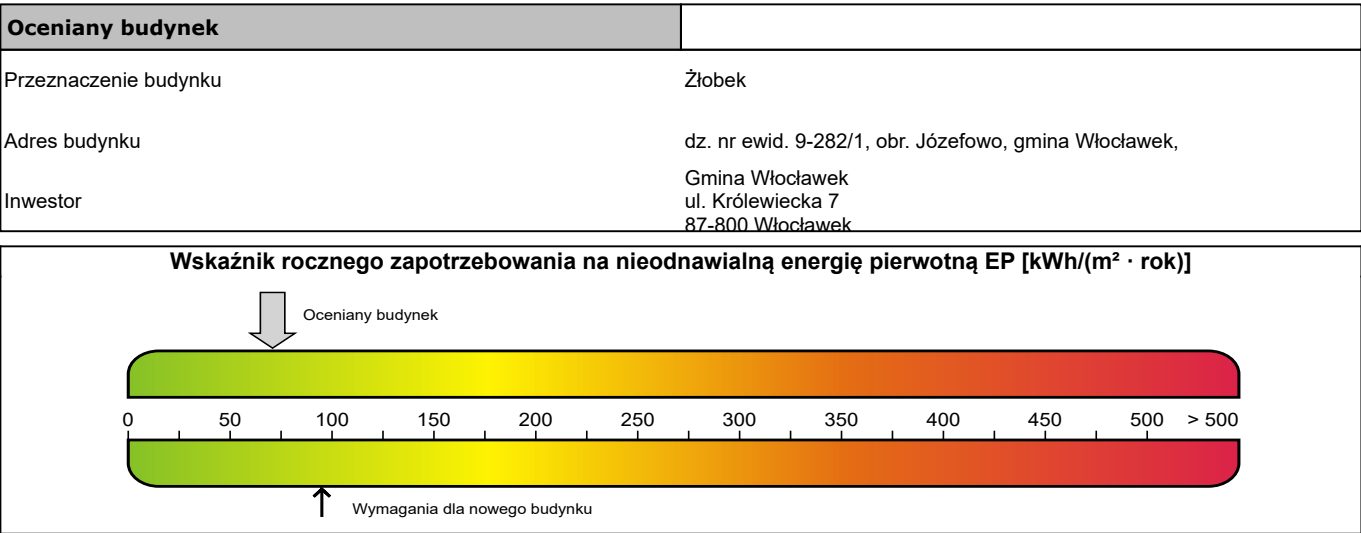 Oceniany budynek
Przeznaczenie budynku Żłobek
Adres budynku dz. nr ewid. 9-282/1, obr. Józefowo, gmina Włocławek,
Inwestor
Gmina Włocławek
ul. Królewiecka 7
87-800 Włocławek
Wskaźnik rocznego zapotrzebowania na nieodnawialną energię pierwotną EP [kWh/(m² · rok)]
Oceniany budynek
0 50 100 150 200 250 300 350 400 450 500 > 500
Wymagania dla nowego budynku